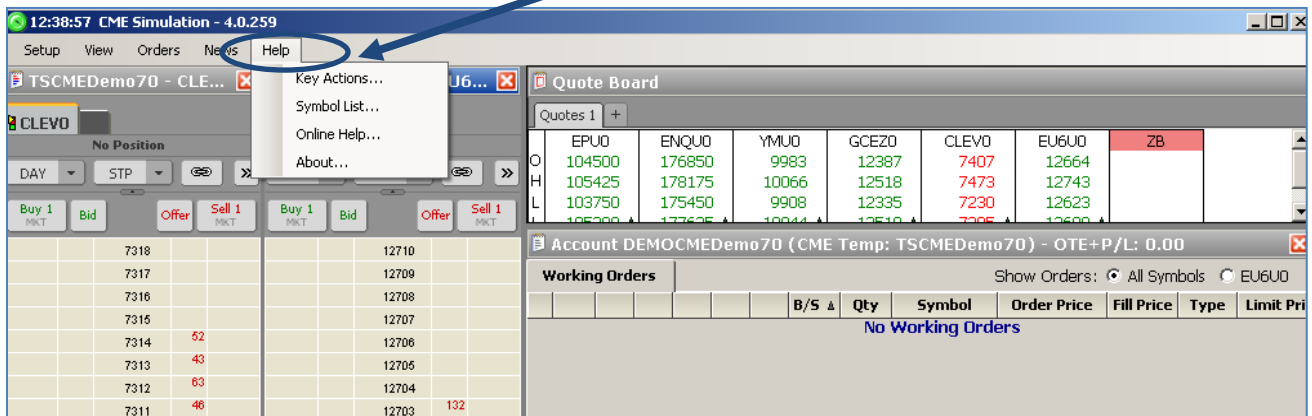 12:38:57 CME Simulation - 4.0.259
Setup View Orders News Help
Key Actions...
Symbol List...
Online Help...
About...
TSCMEDemo70 - CLE...
U6...
CLEV0
No Position
DAY STP
Buy 1 MKT Bid Offer Sell 1 MKT
Buy 1 MKT Bid Offer Sell 1 MKT
7318 12710
7317 12709
7316 12708
7315 12707
7314 52 12706
7313 43 12705
7312 63 12704
7311 46 12703 132
Quote Board
Quotes 1 +
EPU0 ENQU0 YMU0 GCEZ0 CLEV0 EU6U0 ZB
O 104500 176850 9983 12387 7407 12664
H 105425 178175 10066 12518 7473 12743
L 103750 175450 9908 12335 7230 12623
Account DEMOCMEDemo70 (CME Temp: TSCMEDemo70) - OTE+P/L: 0.00
Working Orders Show Orders: All Symbols EU6U0
B/S Qty Symbol Order Price Fill Price Type Limit Pri
No Working Orders